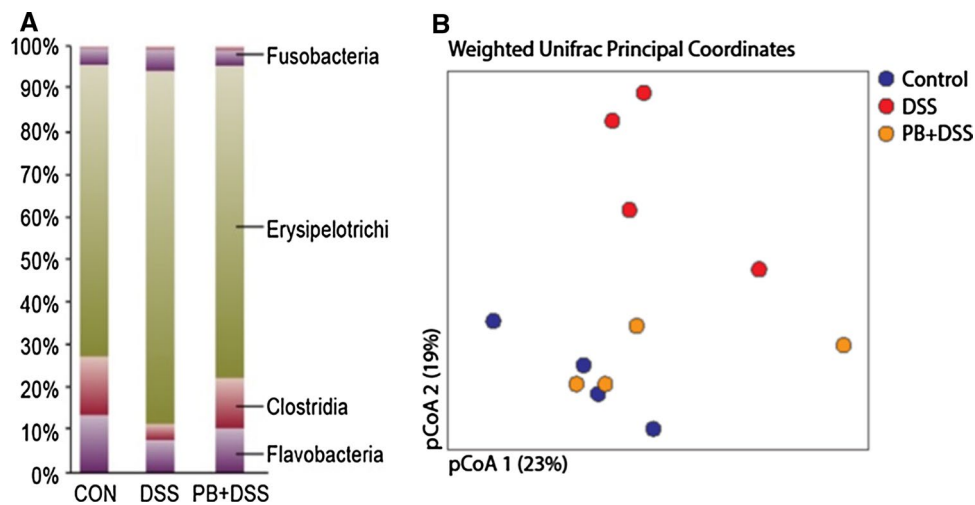 A
100%
90%
80%
70%
60%
50%
40%
30%
20%
10%
0%
Fusobacteria
Erysipelotrichi
Clostridia
Flavobacteria
CON DSS PB+DSS
B
Weighted Unifrac Principal Coordinates
pCoA 2 (19%)
pCoA 1 (23%)
Control
DSS
PB+DSS